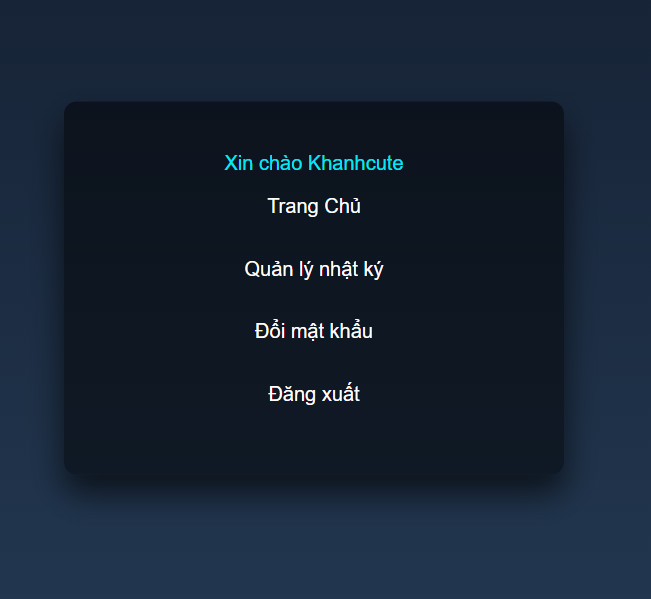 Xin chào Khanhcute
Trang Chủ
Quản lý nhật ký
Đổi mật khẩu
Đăng xuất